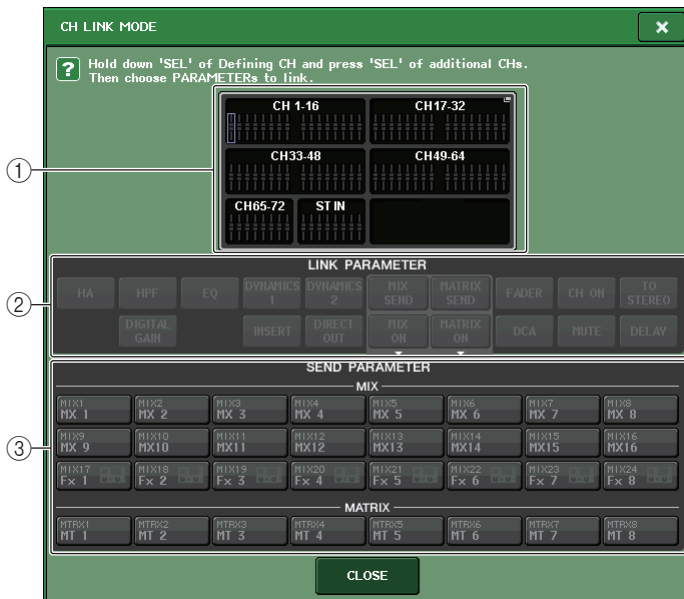 CH LINK MODE
×
? Hold down 'SEL' of Defining CH and press 'SEL' of additional CHs.
Then choose PARAMETERs to link.
①
CH 1-16 CH17-32
CH33-48 CH49-64
CH65-72 ST IN
②
LINK PARAMETER
HA HPF EQ DYNAMICS 1 DYNAMICS 2 MIX SEND MATRIX SEND FADER CH ON TO STEREO
DIGITAL GAIN INSERT DIRECT OUT MIX ON MATRIX ON DCA MUTE DELAY
③
SEND PARAMETER
MIX
MIX1 MIX2 MIX3 MIX4 MIX5 MIX6 MIX7 MIX8
MX 1 MX 2 MX 3 MX 4 MX 5 MX 6 MX 7 MX 8
MIX9 MIX10 MIX11 MIX12 MIX13 MIX14 MIX15 MIX16
MX 9 MX10 MX11 MX12 MX13 MX14 MX15 MX16
MIX17 MIX18 MIX19 MIX20 MIX21 MIX22 MIX23 MIX24
Fx 1 Fx 2 Fx 3 Fx 4 Fx 5 Fx 6 Fx 7 Fx 8
MATRIX
MTRX1 MTRX2 MTRX3 MTRX4 MTRX5 MTRX6 MTRX7 MTRX8
MT 1 MT 2 MT 3 MT 4 MT 5 MT 6 MT 7 MT 8
CLOSE